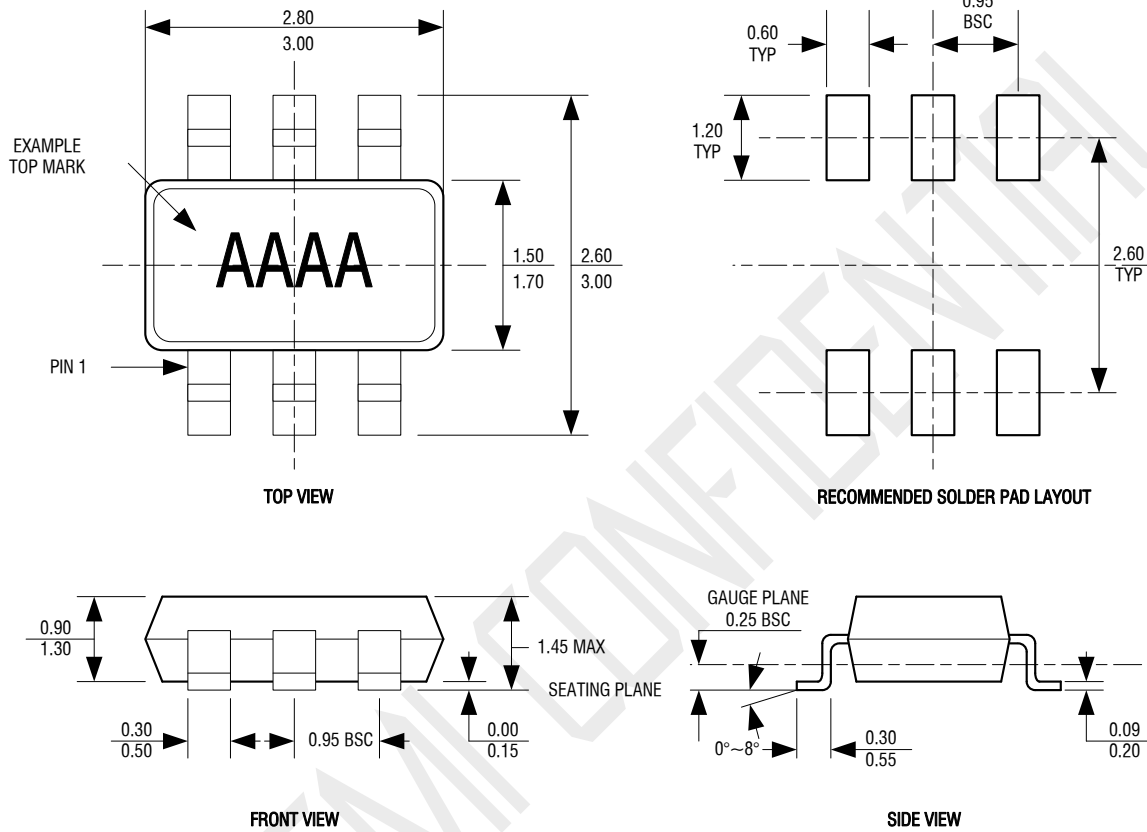 2.80
3.00
EXAMPLE
TOP MARK
AAAA
1.50
1.70
2.60
3.00
PIN 1
TOP VIEW
0.60
TYP
0.95
BSC
1.20
TYP
2.60
TYP
RECOMMENDED SOLDER PAD LAYOUT
0.90
1.30
1.45 MAX
SEATING PLANE
0.30
0.50
0.95 BSC
0.00
0.15
FRONT VIEW
GAUGE PLANE
0.25 BSC
0°~8°
0.30
0.55
0.09
0.20
SIDE VIEW
CONFIDENTIAL